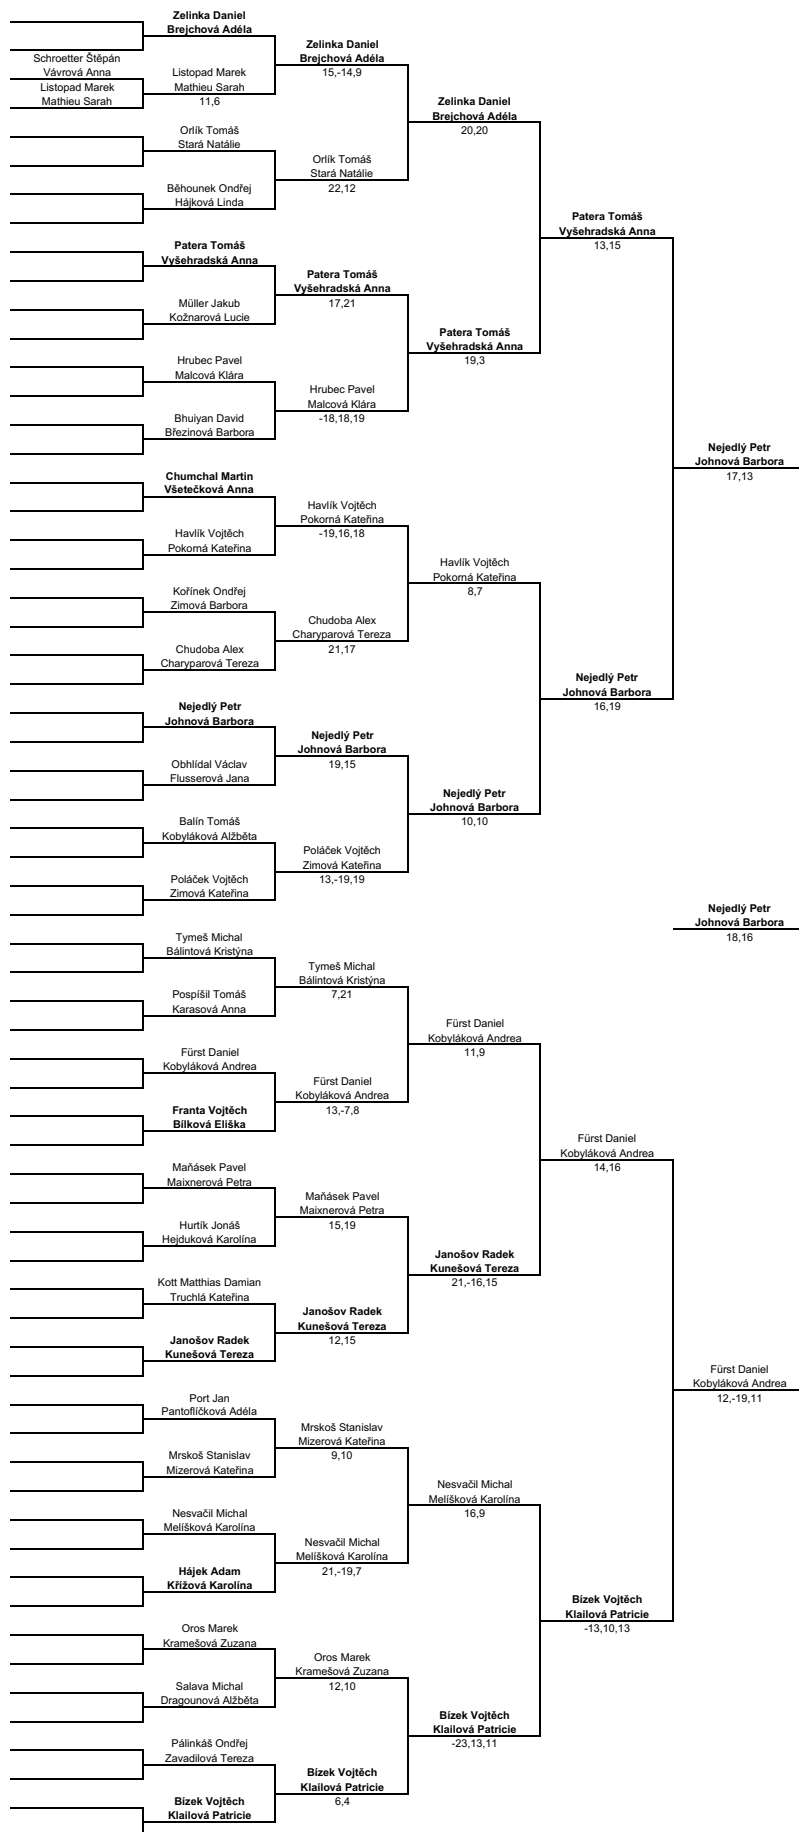 Zelinka Daniel
Brejchová Adéla
Schroetter Štěpán
Vávrová Anna
Listopad Marek
Mathieu Sarah
Listopad Marek
Mathieu Sarah
11,6
Zelinka Daniel
Brejchová Adéla
15,-14,9
Orlík Tomáš
Stará Natálie
Běhounek Ondřej
Hájková Linda
Orlík Tomáš
Stará Natálie
22,12
Zelinka Daniel
Brejchová Adéla
20,20
Patera Tomáš
Vyšehradská Anna
Müller Jakub
Kožnarová Lucie
Patera Tomáš
Vyšehradská Anna
17,21
Hrubec Pavel
Malcová Klára
Bhuiyan David
Březinová Barbora
Hrubec Pavel
Malcová Klára
-18,18,19
Patera Tomáš
Vyšehradská Anna
19,3
Patera Tomáš
Vyšehradská Anna
13,15
Chumchal Martin
Všetečková Anna
Havlík Vojtěch
Pokorná Kateřina
Havlík Vojtěch
Pokorná Kateřina
-19,16,18
Kořínek Ondřej
Zimová Barbora
Chudoba Alex
Charyparová Tereza
Chudoba Alex
Charyparová Tereza
21,17
Havlík Vojtěch
Pokorná Kateřina
8,7
Nejedlý Petr
Johnová Barbora
Obhlídal Václav
Flusserová Jana
Nejedlý Petr
Johnová Barbora
19,15
Balín Tomáš
Kobyláková Alžběta
Poláček Vojtěch
Zimová Kateřina
Poláček Vojtěch
Zimová Kateřina
13,-19,19
Nejedlý Petr
Johnová Barbora
10,10
Nejedlý Petr
Johnová Barbora
16,19
Nejedlý Petr
Johnová Barbora
17,13
Nejedlý Petr
Johnová Barbora
18,16
Tymeš Michal
Bálintová Kristýna
Pospíšil Tomáš
Karasová Anna
Tymeš Michal
Bálintová Kristýna
7,21
Fürst Daniel
Kobyláková Andrea
Franta Vojtěch
Bílková Eliška
Fürst Daniel
Kobyláková Andrea
13,-7,8
Fürst Daniel
Kobyláková Andrea
11,9
Maňásek Pavel
Maixnerová Petra
Hurtík Jonáš
Hejduková Karolína
Maňásek Pavel
Maixnerová Petra
15,19
Kott Matthias Damian
Truchlá Kateřina
Janošov Radek
Kunešová Tereza
Janošov Radek
Kunešová Tereza
12,15
Janošov Radek
Kunešová Tereza
21,-16,15
Fürst Daniel
Kobyláková Andrea
14,16
Port Jan
Pantoflíčková Adéla
Mrskoš Stanislav
Mizerová Kateřina
Mrskoš Stanislav
Mizerová Kateřina
9,10
Nesvačil Michal
Melíšková Karolína
Hájek Adam
Křížová Karolína
Nesvačil Michal
Melíšková Karolína
21,-19,7
Nesvačil Michal
Melíšková Karolína
16,9
Oros Marek
Kramešová Zuzana
Salava Michal
Dragounová Alžběta
Oros Marek
Kramešová Zuzana
12,10
Pálinkáš Ondřej
Zavadilová Tereza
Bízek Vojtěch
Klailová Patricie
Bízek Vojtěch
Klailová Patricie
6,4
Bízek Vojtěch
Klailová Patricie
-23,13,11
Bízek Vojtěch
Klailová Patricie
-13,10,13
Fürst Daniel
Kobyláková Andrea
12,-19,11